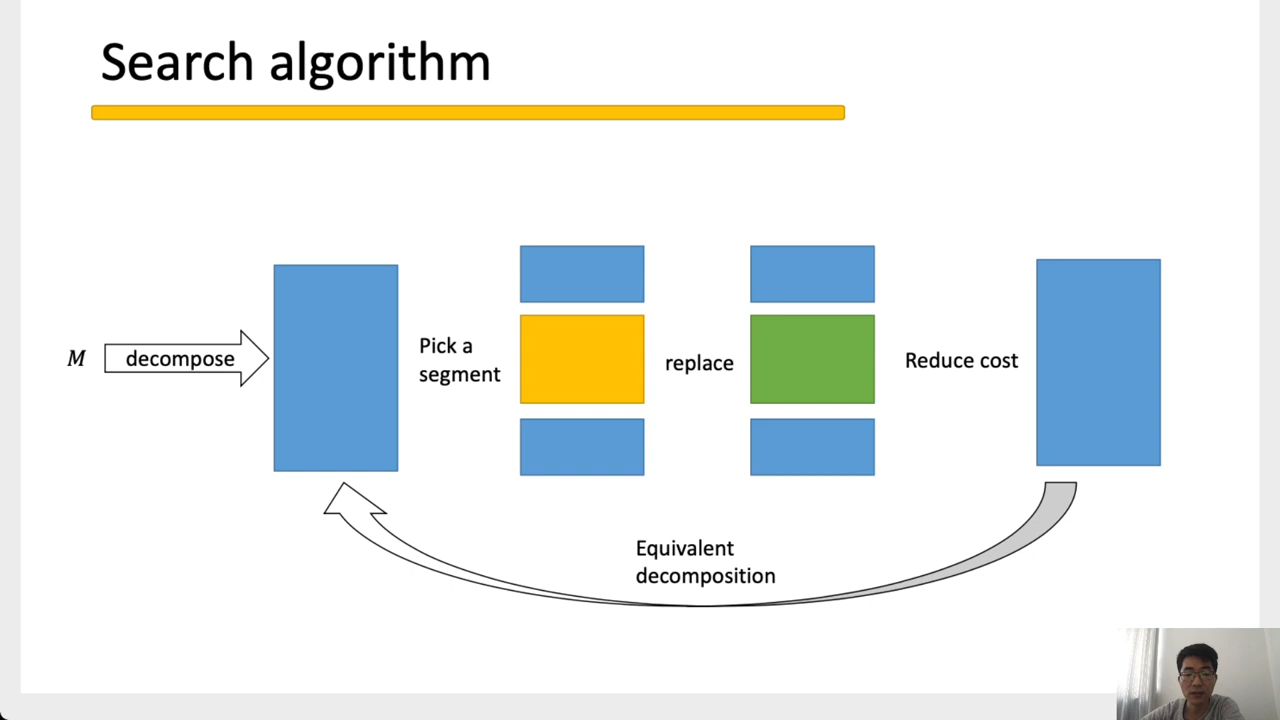 Search algorithm
M
decompose
Pick a
segment
replace
Reduce cost
Equivalent
decomposition